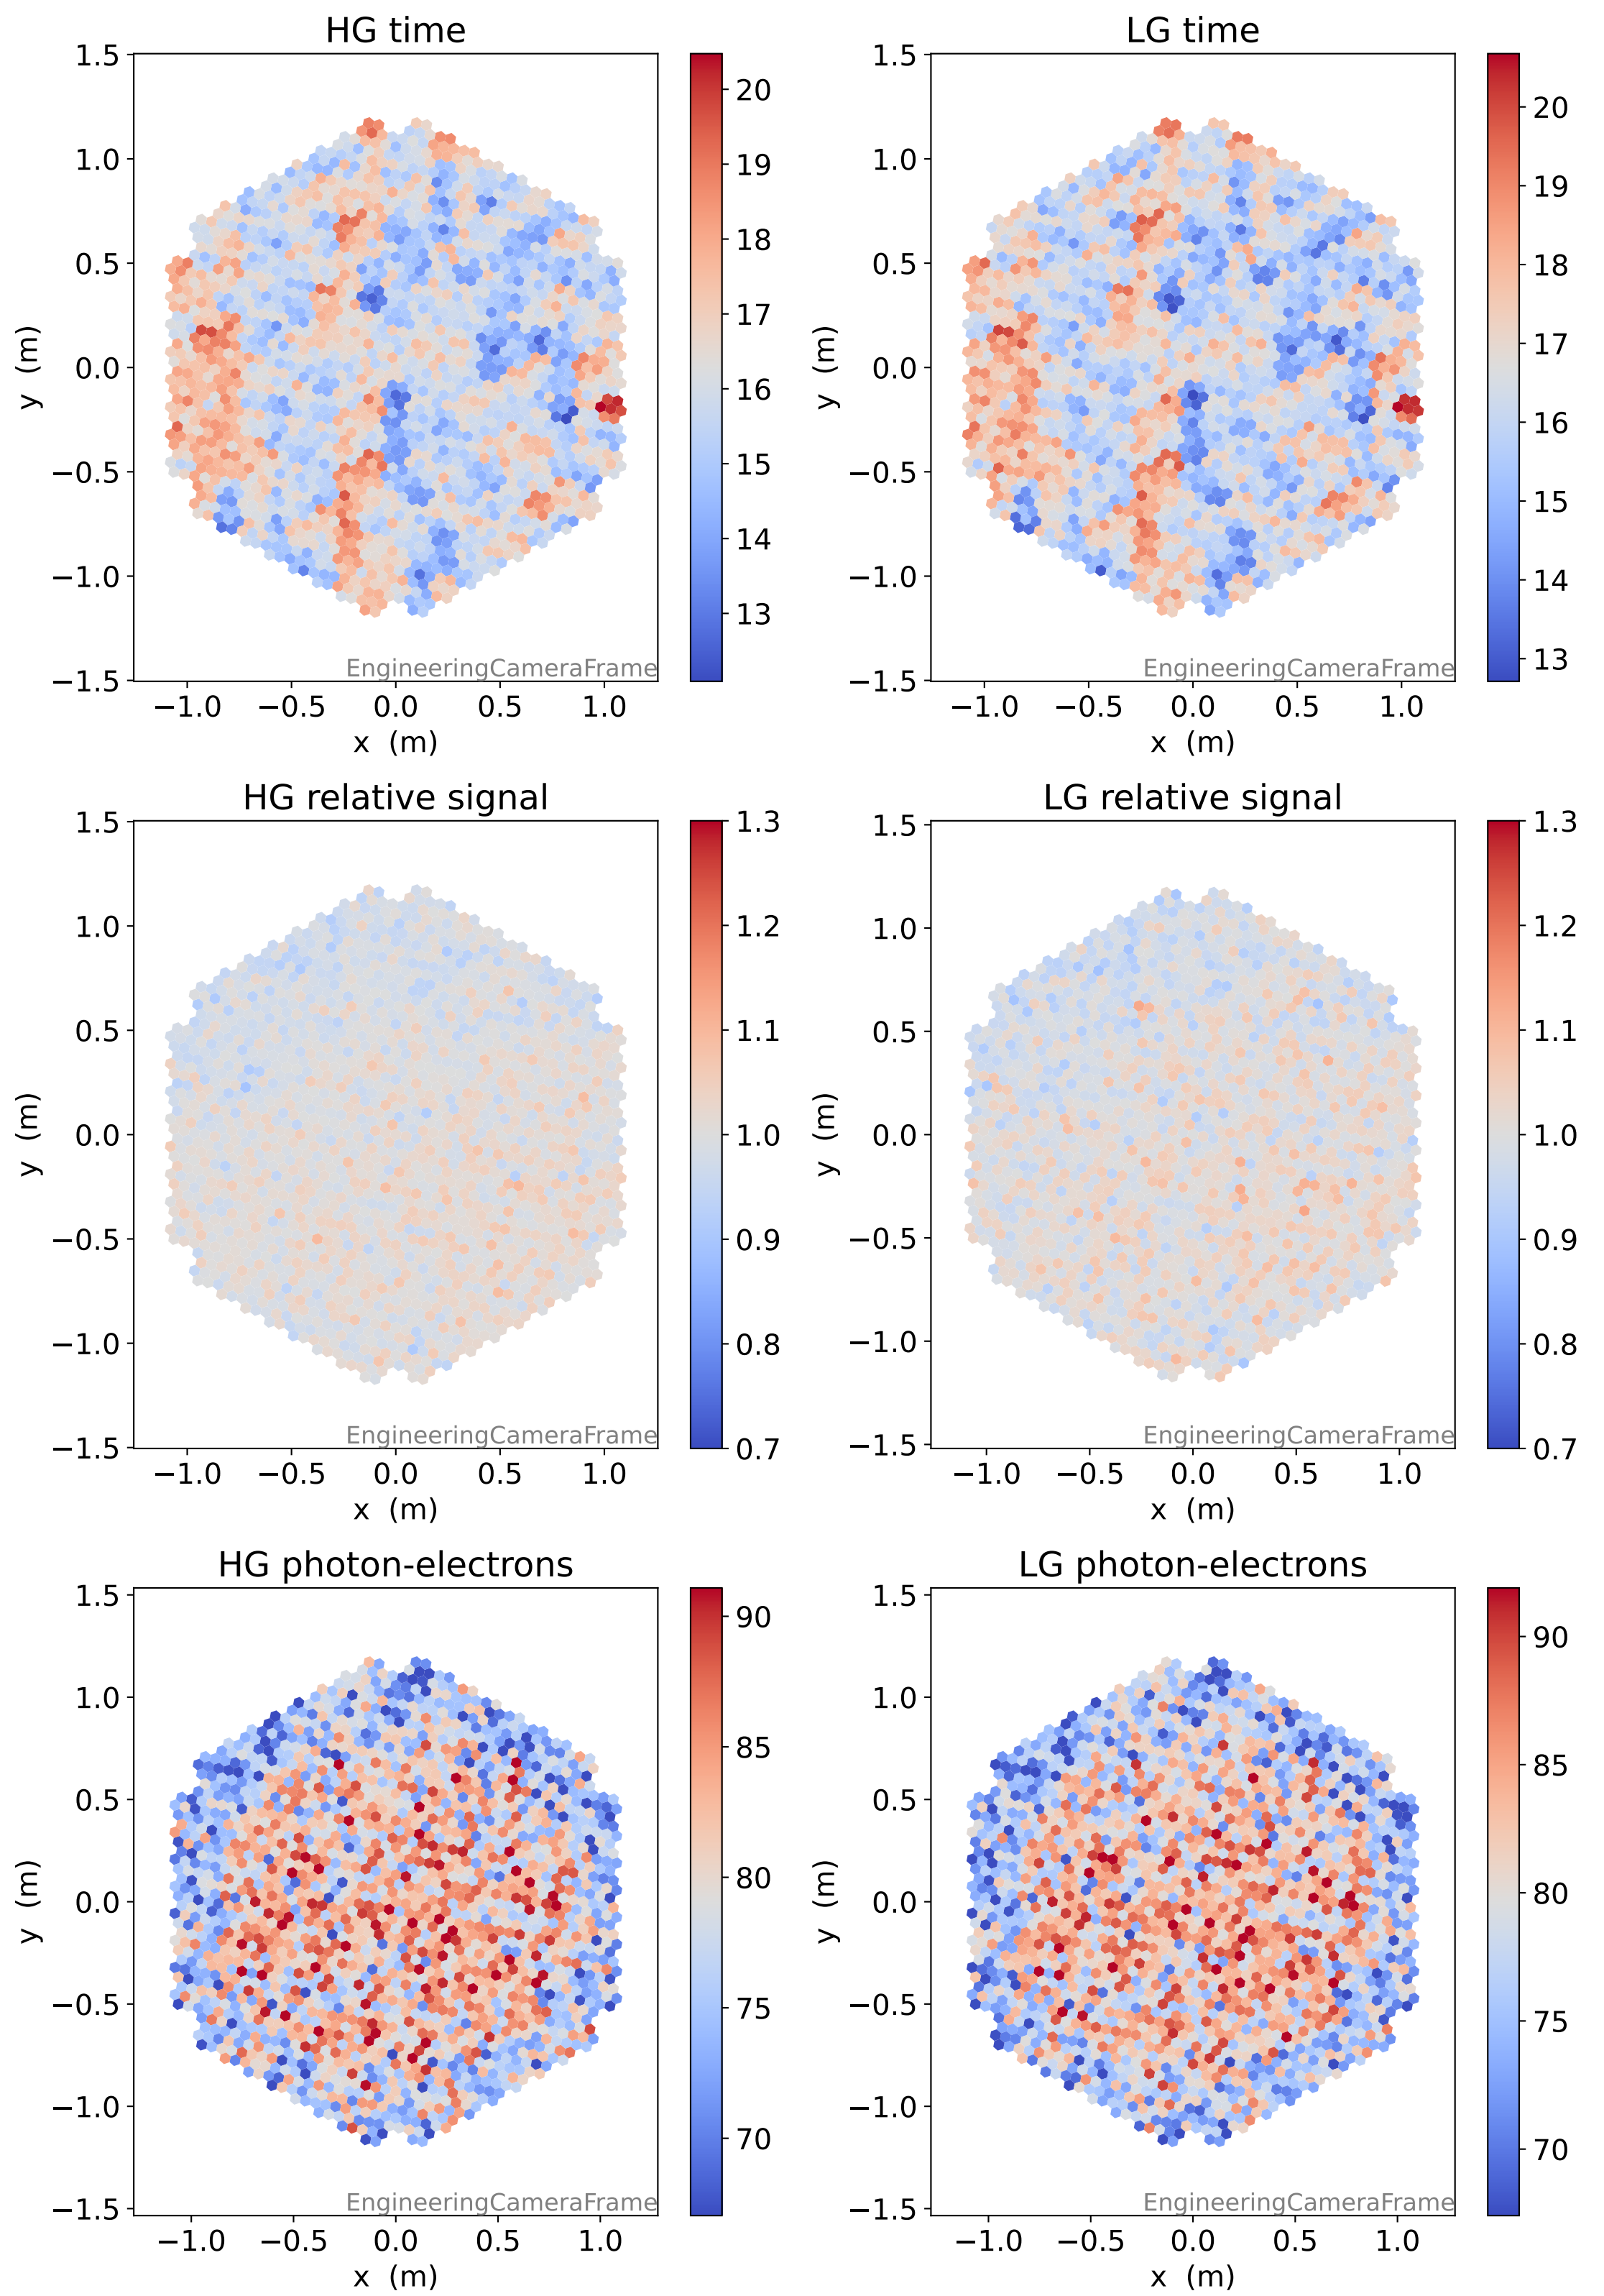 HG time
LG time
1.5
1.0
0.5
0.0
−0.5
−1.0
−1.5
y (m)
−1.0 −0.5 0.0 0.5 1.0
x (m)
EngineeringCameraFrame
20
19
18
17
16
15
14
13
1.5
1.0
0.5
0.0
−0.5
−1.0
−1.5
y (m)
−1.0 −0.5 0.0 0.5 1.0
x (m)
EngineeringCameraFrame
20
19
18
17
16
15
14
13
HG relative signal
LG relative signal
1.5
1.0
0.5
0.0
−0.5
−1.0
−1.5
y (m)
−1.0 −0.5 0.0 0.5 1.0
x (m)
EngineeringCameraFrame
1.3
1.2
1.1
1.0
0.9
0.8
0.7
1.5
1.0
0.5
0.0
−0.5
−1.0
−1.5
y (m)
−1.0 −0.5 0.0 0.5 1.0
x (m)
EngineeringCameraFrame
1.3
1.2
1.1
1.0
0.9
0.8
0.7
HG photon-electrons
LG photon-electrons
1.5
1.0
0.5
0.0
−0.5
−1.0
−1.5
y (m)
−1.0 −0.5 0.0 0.5 1.0
x (m)
EngineeringCameraFrame
90
85
80
75
70
1.5
1.0
0.5
0.0
−0.5
−1.0
−1.5
y (m)
−1.0 −0.5 0.0 0.5 1.0
x (m)
EngineeringCameraFrame
90
85
80
75
70